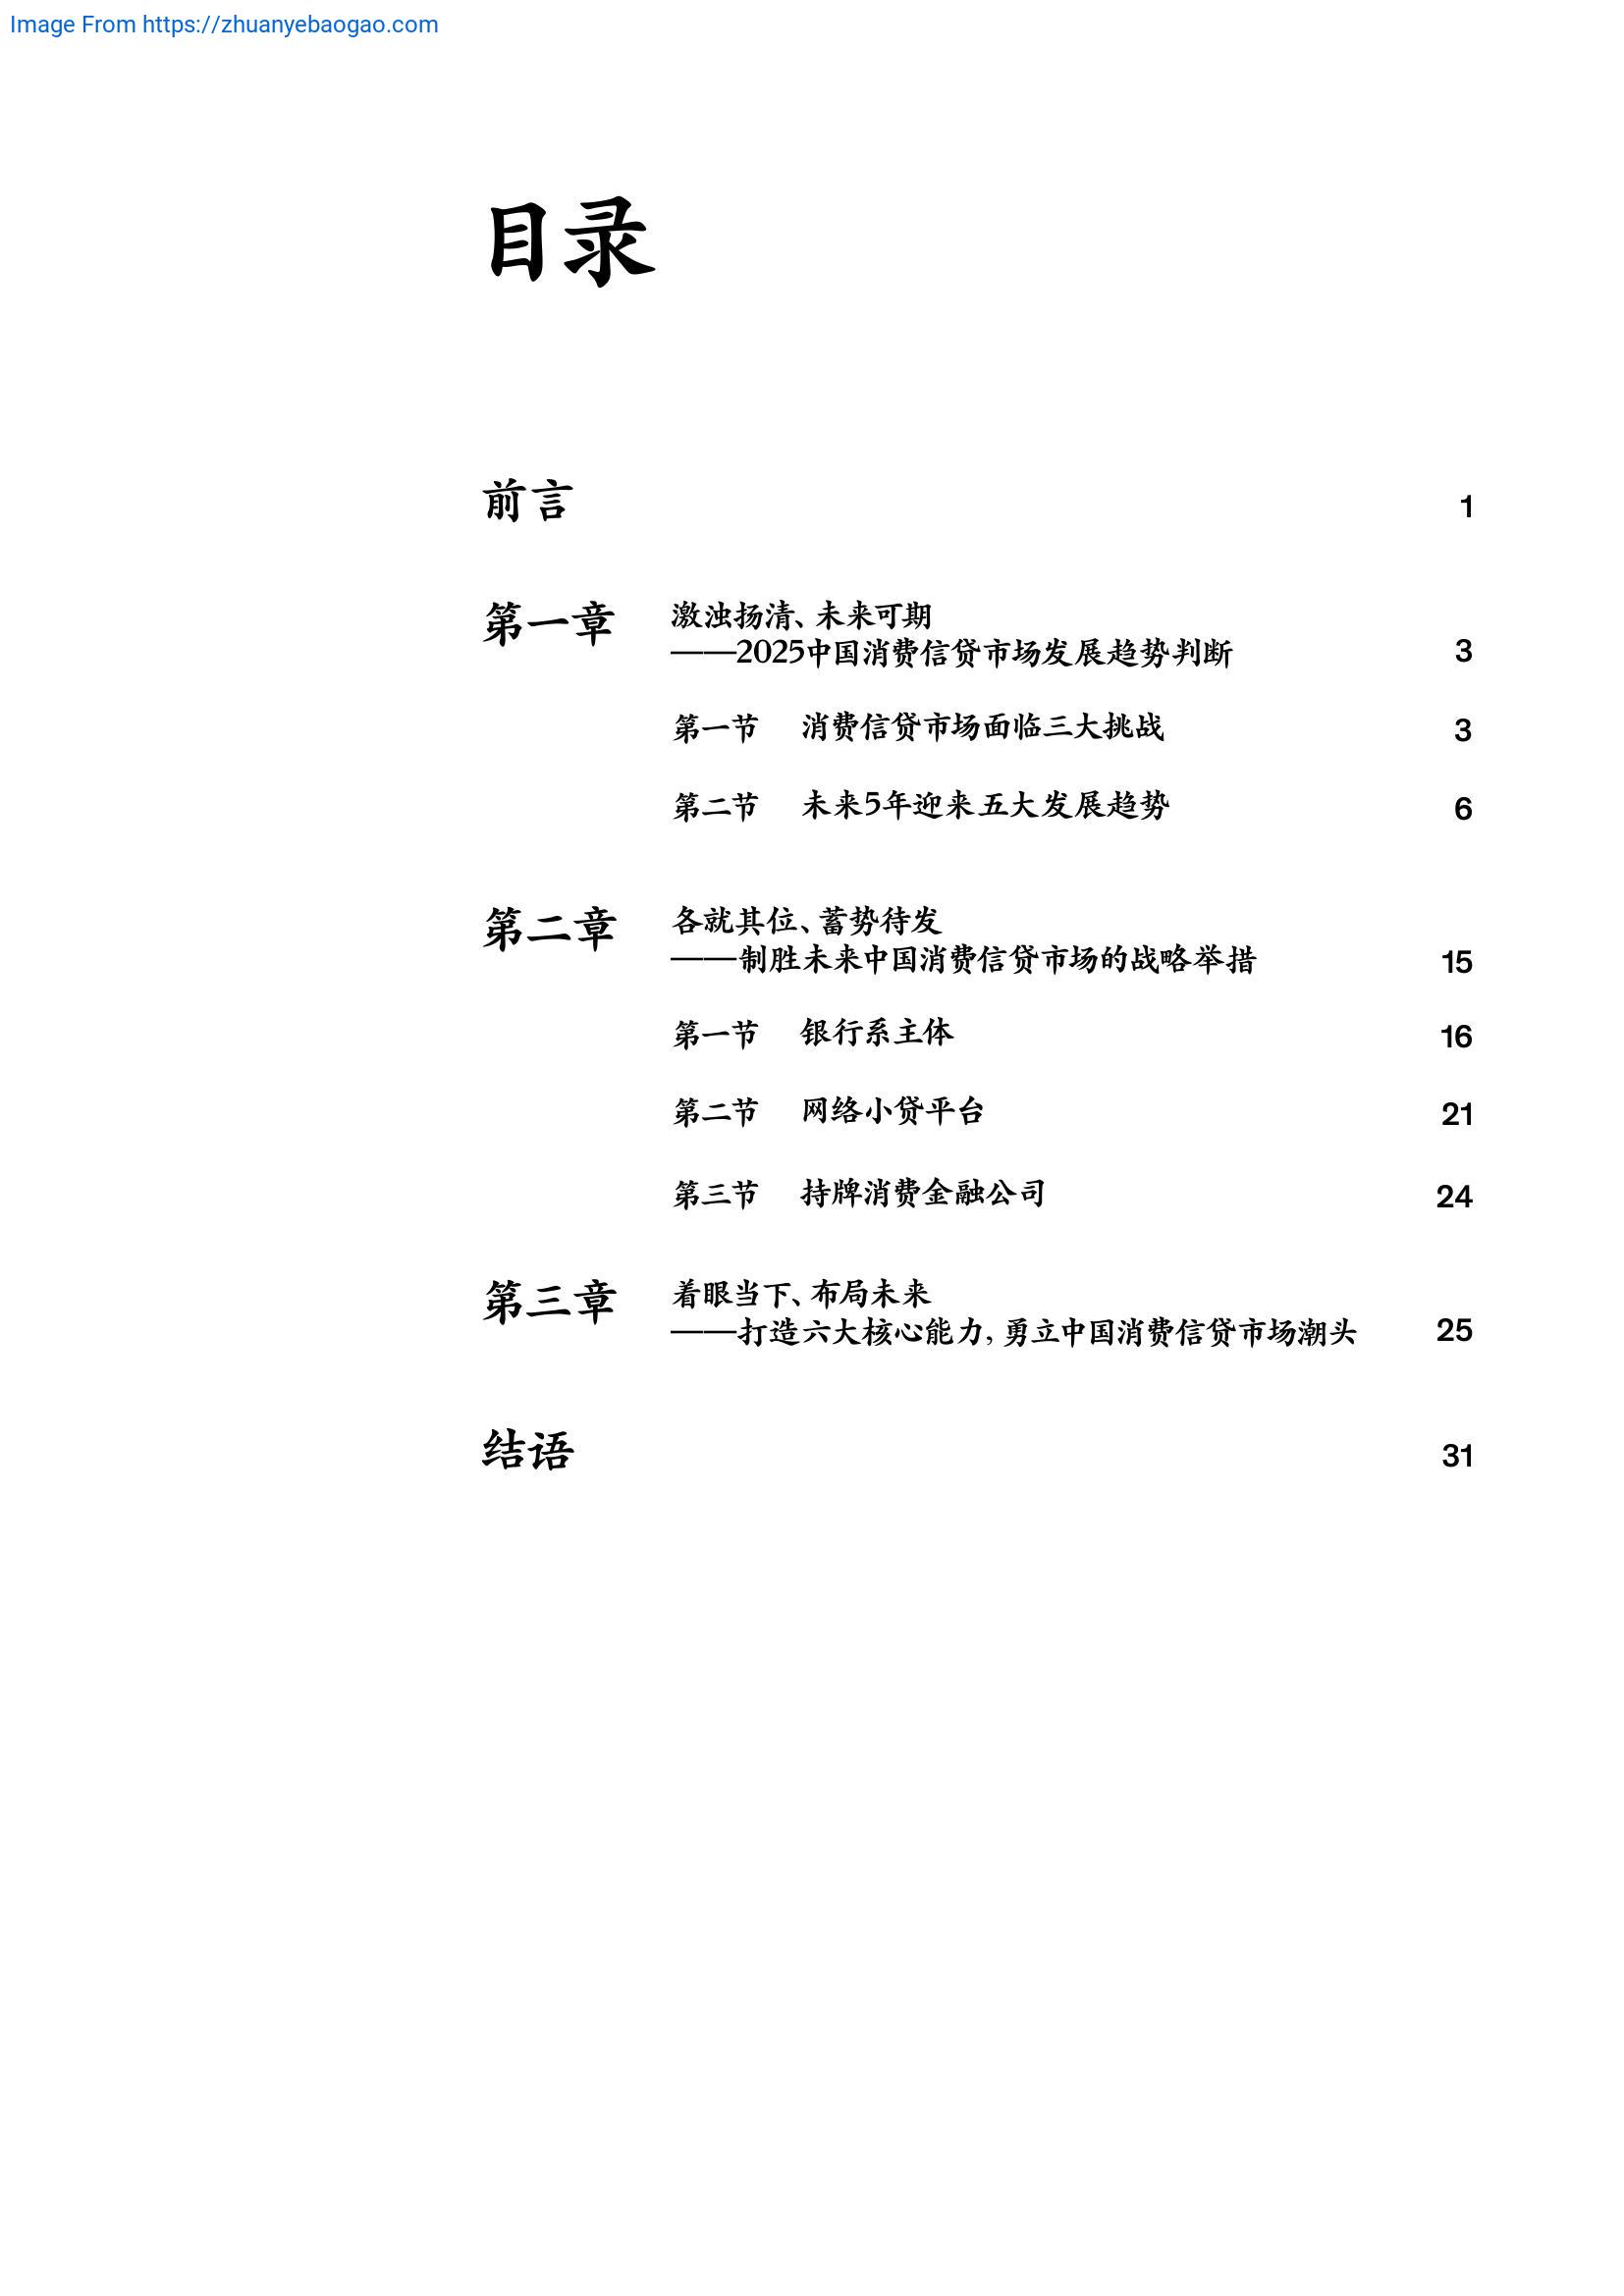 Image From https://zhuanyebaogao.com
目录
前言 1
第一章 激浊扬清、未来可期
——2025中国消费信贷市场发展趋势判断 3
第一节 消费信贷市场面临三大挑战 3
第二节 未来5年迎来五大发展趋势 6
第二章 各就其位、蓄势待发
——制胜未来中国消费信贷市场的战略举措 15
第一节 银行系主体 16
第二节 网络小贷平台 21
第三节 持牌消费金融公司 24
第三章 着眼当下、布局未来
——打造六大核心能力, 勇立中国消费信贷市场潮头 25
结语 31